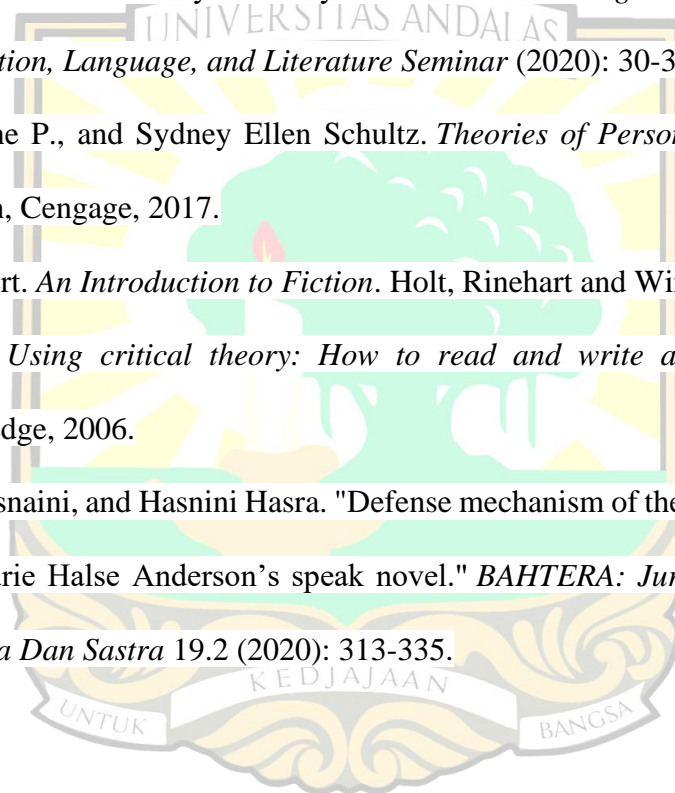 UNIVERSITAS ANDALAS
tion, Language, and Literature Seminar (2020): 30-3
ne P., and Sydney Ellen Schultz. Theories of Person
n, Cengage, 2017.
rt. An Introduction to Fiction. Holt, Rinehart and Wi
Using critical theory: How to read and write a
edge, 2006.
snaini, and Hasnini Hasra. "Defense mechanism of the
urie Halse Anderson’s speak novel." BAHTERA: Jur
a Dan Sastra 19.2 (2020): 313-335.
KEDJAJAAN
UNTUK BANGSA